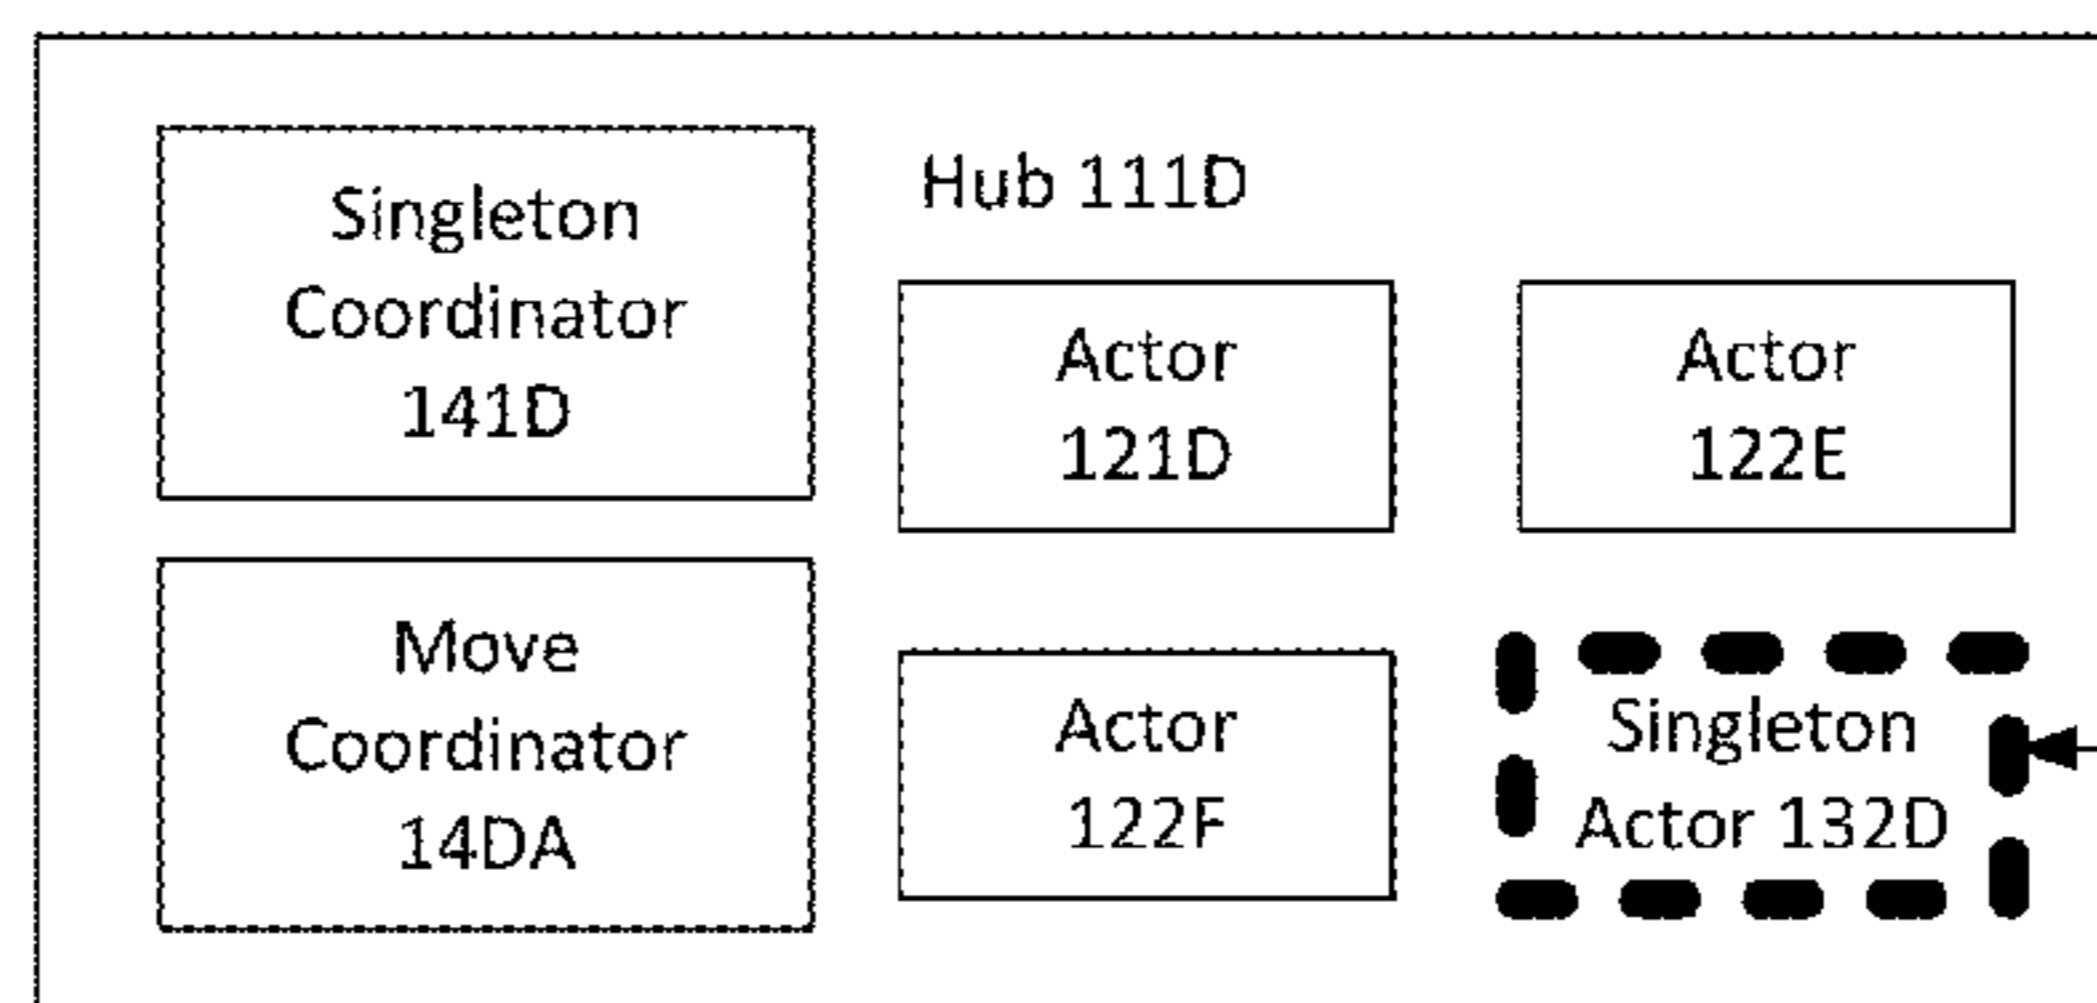 Singleton
Coordinator
141D
Hub 111D
Actor
121D
Actor
122E
Move
Coordinator
14DA
Actor
122F
Singleton
Actor 132D